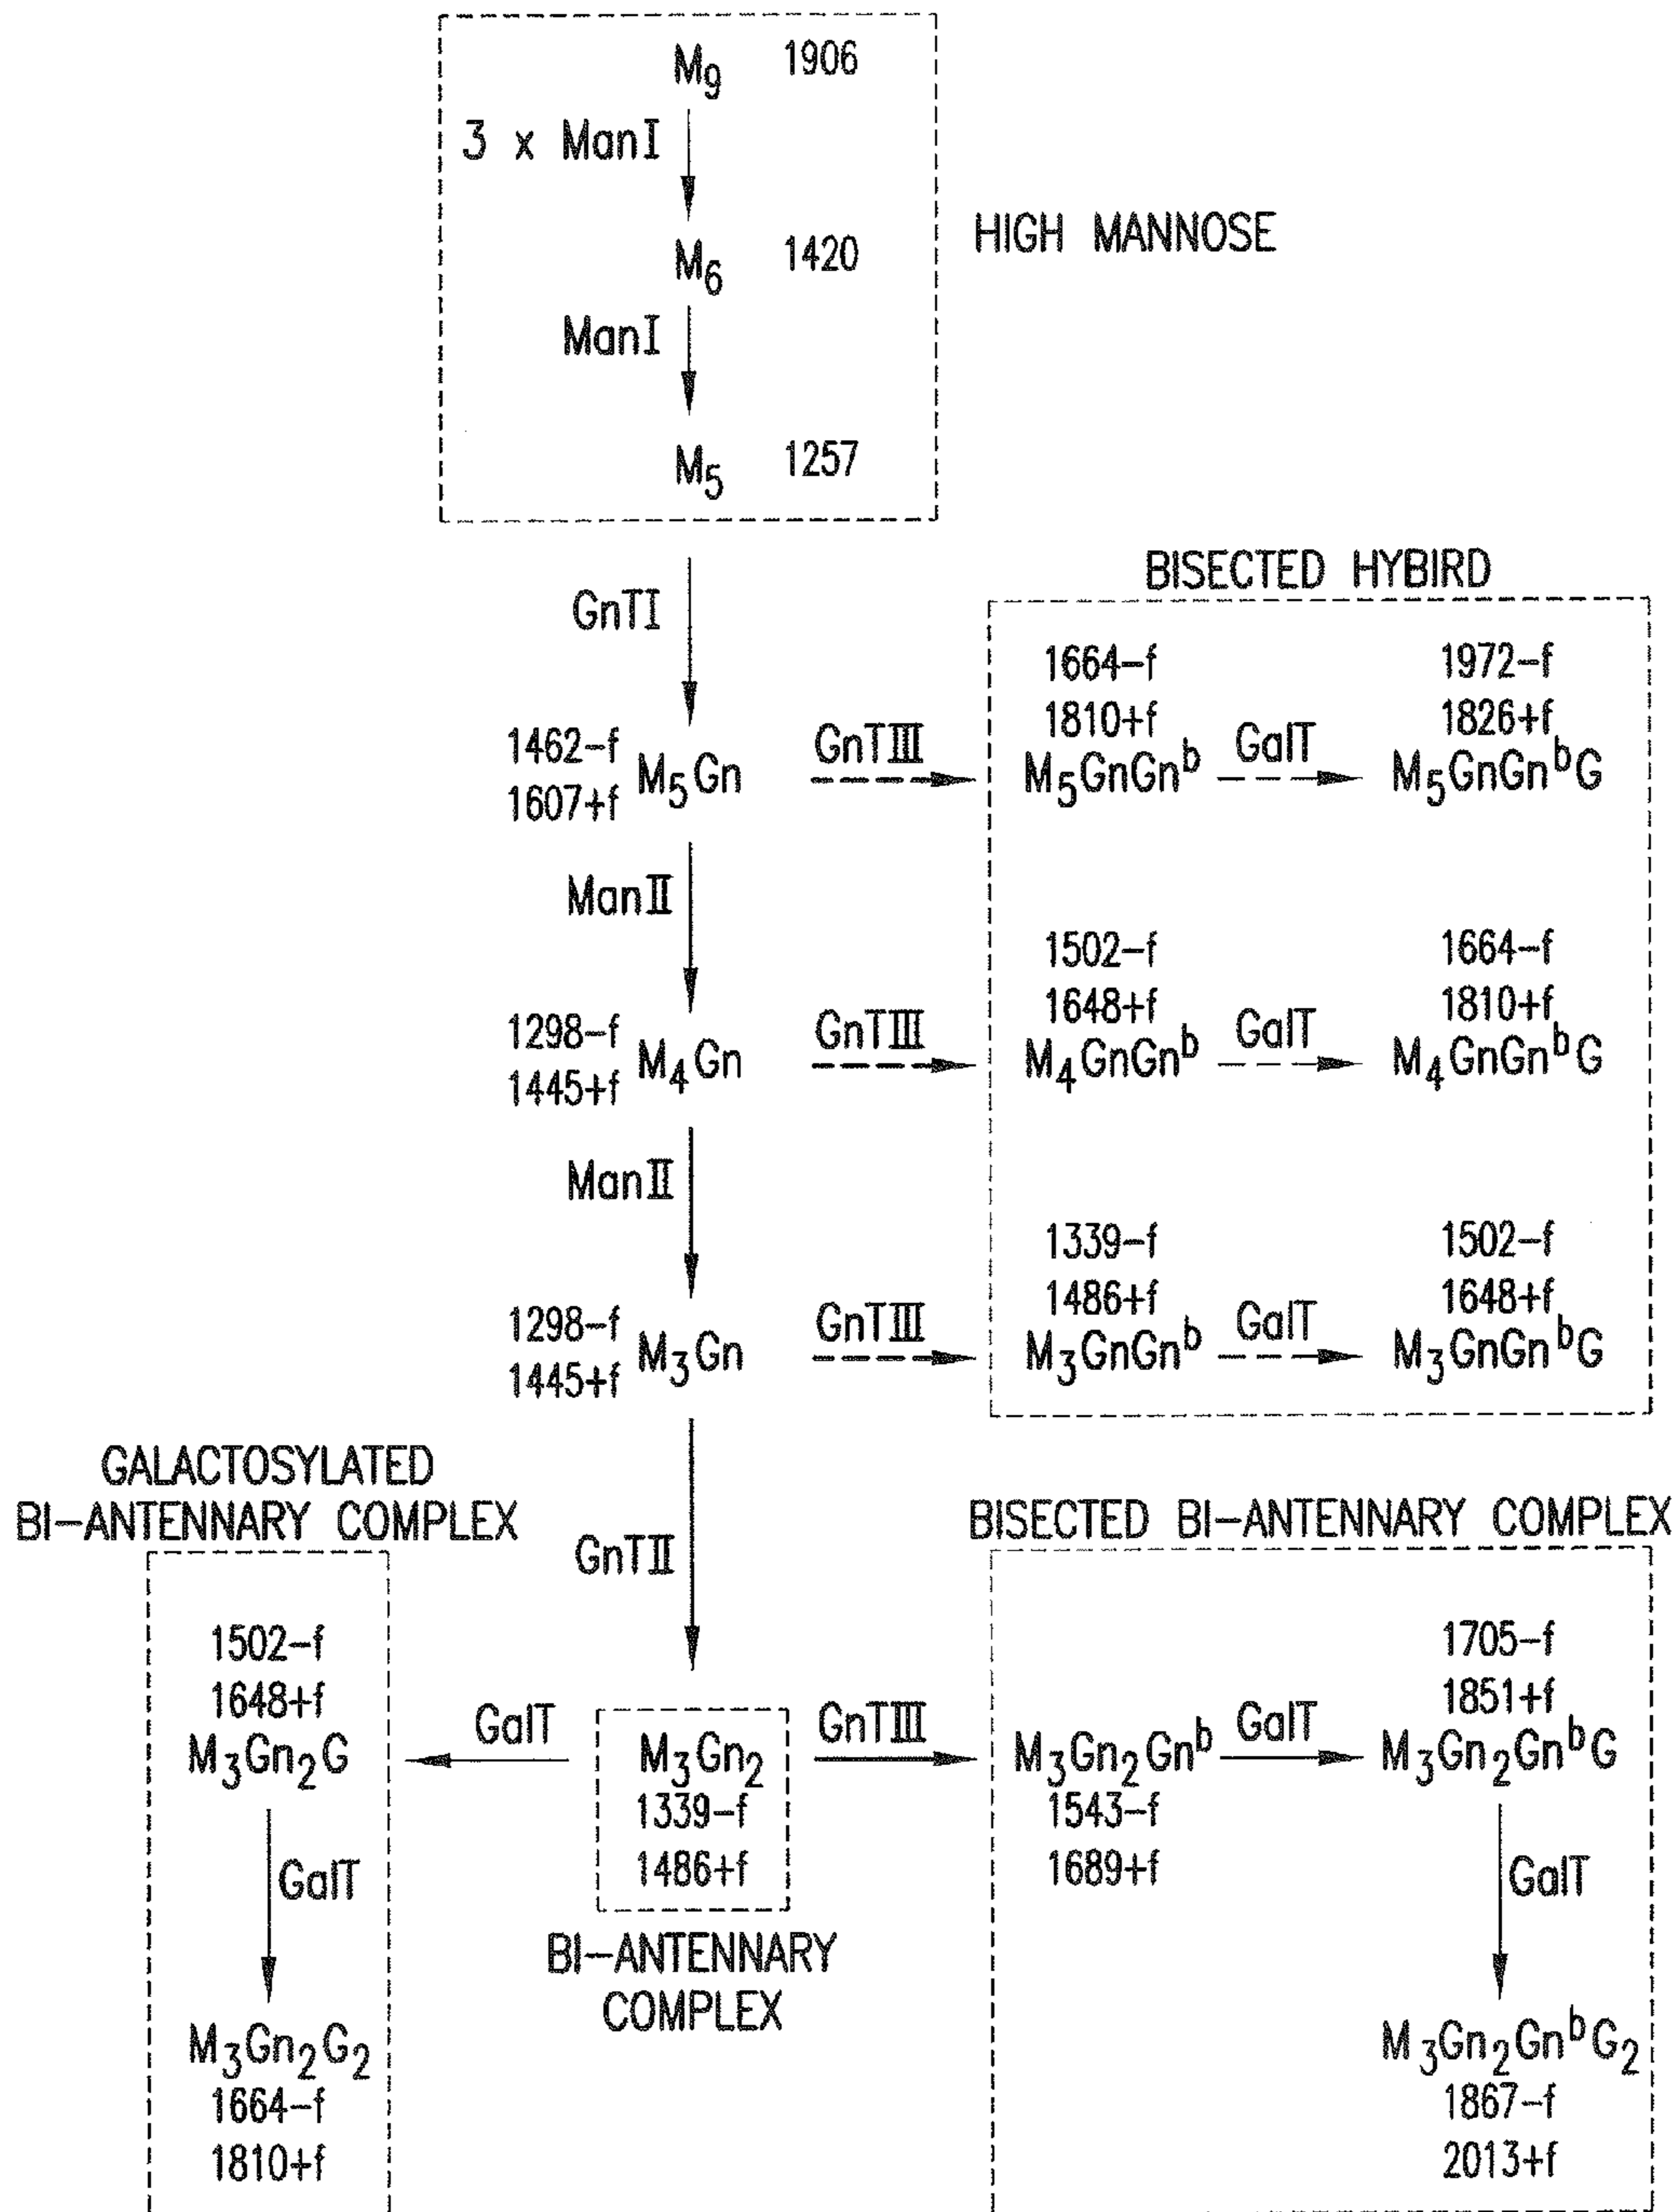 M₉ 1906
3 x ManI
M₆ 1420
HIGH MANNOSE
ManI
M₅ 1257
GnTI
BISECTED HYBIRD
1664-f
1810+f
1972-f
1826+f
1462-f
1607+f
M₅Gn
GnTIII
M₅GnGnᵇ
GalT
M₅GnGnᵇG
ManII
1502-f
1648+f
1664-f
1810+f
1298-f
1445+f
M₄Gn
GnTIII
M₄GnGnᵇ
GalT
M₄GnGnᵇG
ManII
1339-f
1486+f
1502-f
1648+f
1298-f
1445+f
M₃Gn
GnTIII
M₃GnGnᵇ
GalT
M₃GnGnᵇG
GnTII
GALACTOSYLATED
BI-ANTENNARY COMPLEX
1502-f
1648+f
M₃Gn₂G
GalT
M₃Gn₂
1339-f
1486+f
BI-ANTENNARY
COMPLEX
GalT
M₃Gn₂G₂
1664-f
1810+f
BISECTED BI-ANTENNARY COMPLEX
GnTIII
M₃Gn₂Gnᵇ
1543-f
1689+f
GalT
1705-f
1851+f
M₃Gn₂GnᵇG
GalT
M₃Gn₂GnᵇG₂
1867-f
2013+f